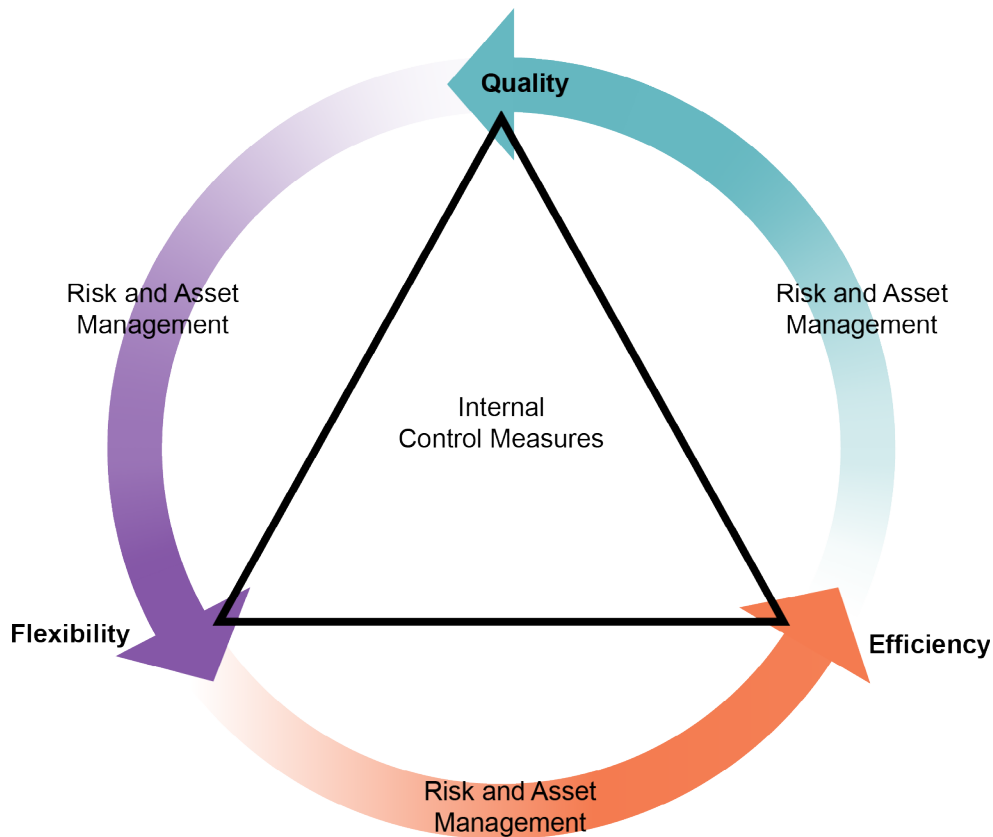 Quality
Risk and Asset
Management
Risk and Asset
Management
Internal
Control Measures
Flexibility
Efficiency
Risk and Asset
Management